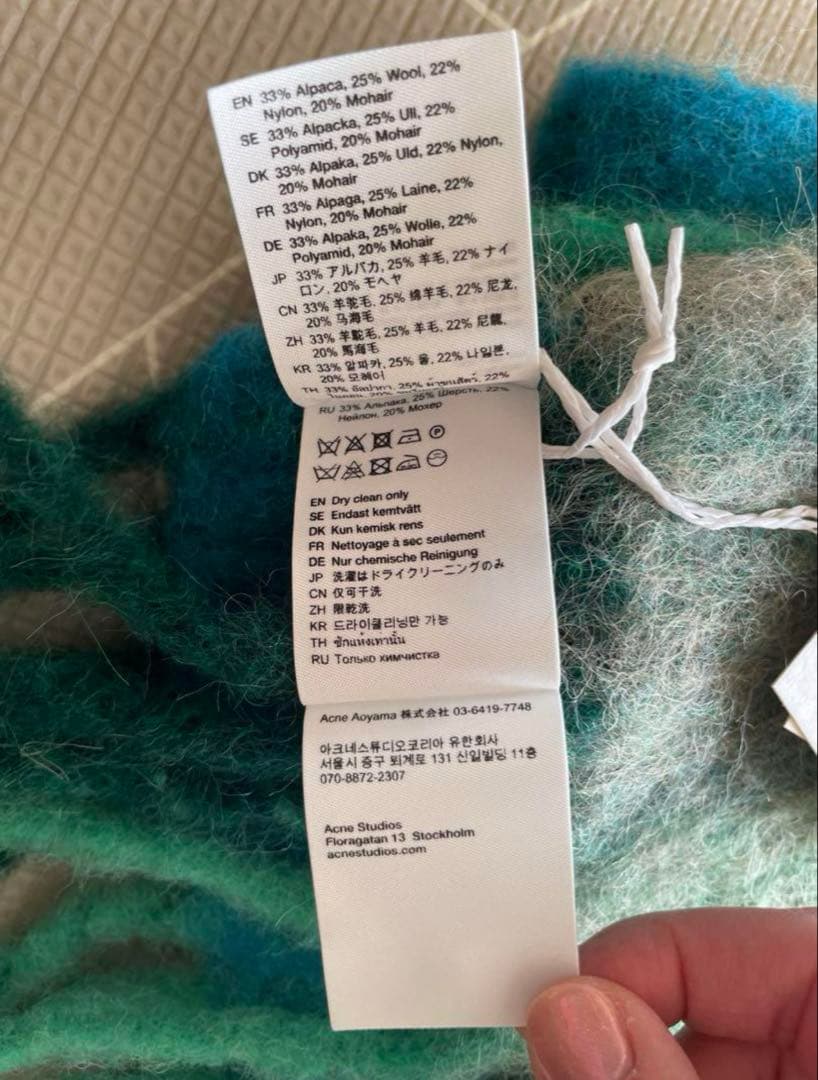 EN 33% Alpaca, 25% Wool, 22%
Nylon, 20% Mohair
SE 33% Alpacka, 25% Ull, 22%
Polyamid, 20% Mohair
DK 33% Alpaka, 25% Uld, 22% Nylon,
20% Mohair
FR 33% Alpaga, 25% Laine, 22%
Nylon, 20% Mohair
DE 33% Alpaka, 25% Wolle, 22%
Polyamid, 20% Mohair
JP 33% アルパカ, 25% 羊毛, 22% ナイ
ロン, 20% モヘヤ
CN 33% 羊驼毛, 25% 绵羊毛, 22% 尼龙,
20% 马海毛
ZH 33% 羊駝毛, 25% 羊毛, 22% 尼龍,
20% 馬海毛
KR 33% 알파카, 25% 울, 22% 나일론,
20% 모헤어
TH 33% อัลปากา, 25% 22%
RU 33% Альпака, 25% Шерсть, 22%
Нейлон, 20% Мохер
P
EN Dry clean only
SE Endast kemtvätt
DK Kun kemisk rens
FR Nettoyage à sec seulement
DE Nur chemische Reinigung
JP 洗濯はドライクリーニングのみ
CN 仅可干洗
ZH 限乾洗
KR 드라이클리닝만 가능
TH ซักแห้งเท่านั้น
RU Только химчистка
Acne Aoyama 株式会社 03-6419-7748
아크네스튜디오코리아 유한회사
서울시 중구 퇴계로 131 신일빌딩 11층
070-8872-2307
Acne Studios
Floragatan 13 Stockholm
acnestudios.com